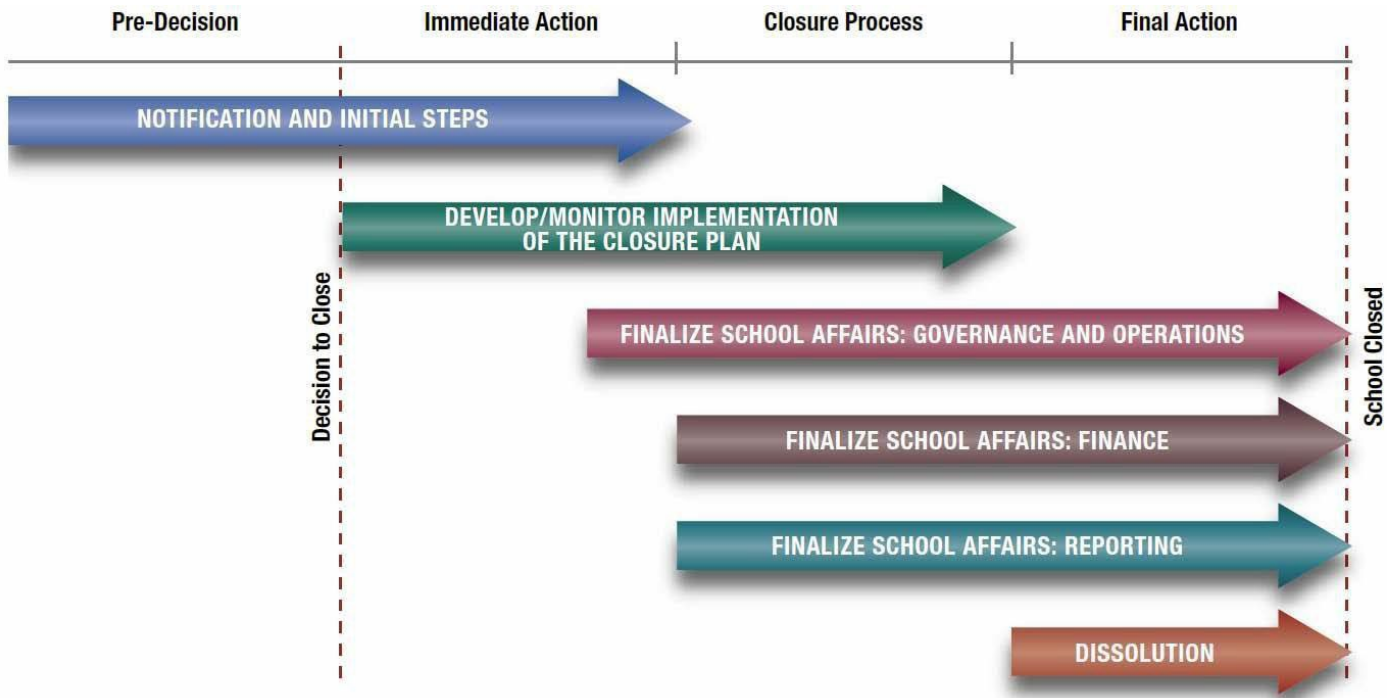 Pre-Decision
Immediate Action
Closure Process
Final Action
NOTIFICATION AND INITIAL STEPS
DEVELOP/MONITOR IMPLEMENTATION
OF THE CLOSURE PLAN
Decision to Close
FINALIZE SCHOOL AFFAIRS: GOVERNANCE AND OPERATIONS
School Closed
FINALIZE SCHOOL AFFAIRS: FINANCE
FINALIZE SCHOOL AFFAIRS: REPORTING
DISSOLUTION